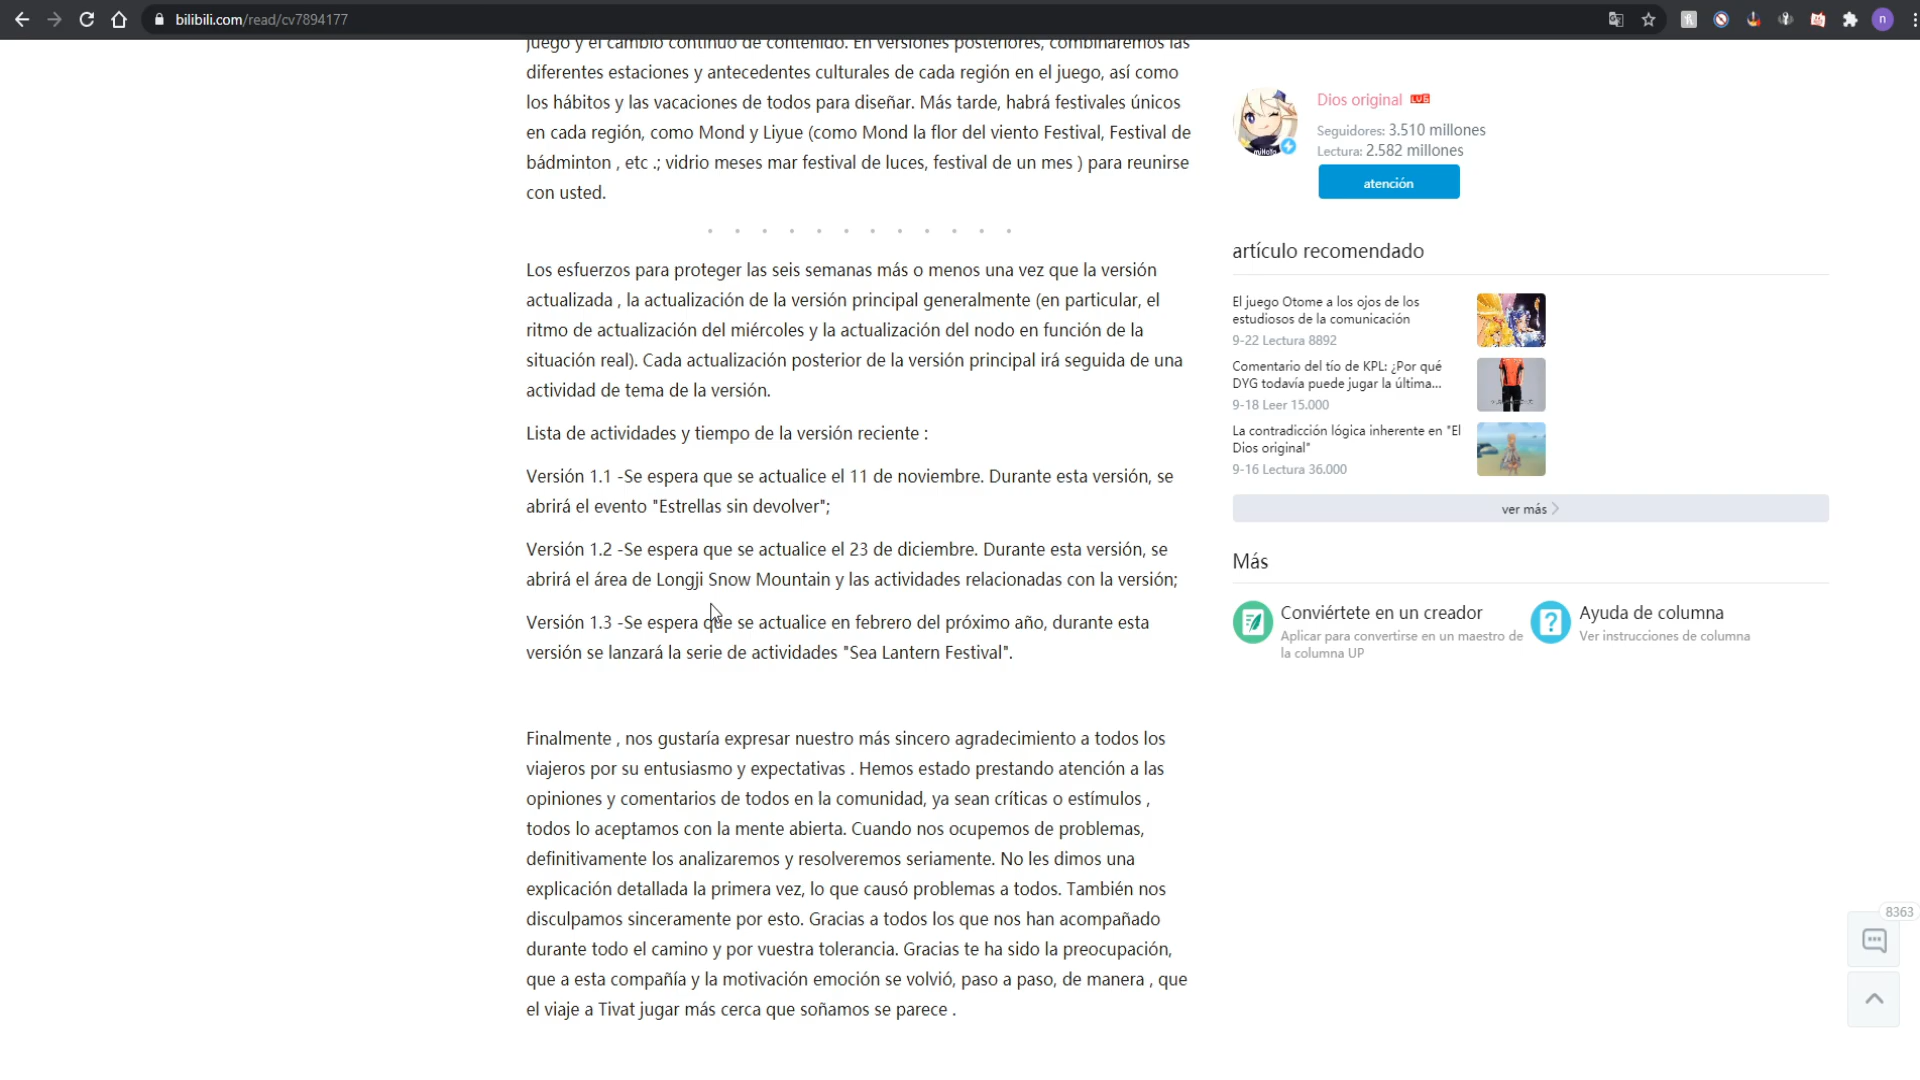 bilibili.com/read/cv7894177
n
juego y el cambio continuo de contenido. En versiones posteriores, combinaremos las
diferentes estaciones y antecedentes culturales de cada región en el juego, así como
los hábitos y las vacaciones de todos para diseñar. Más tarde, habrá festivales únicos
en cada región, como Mond y Liyue (como Mond la flor del viento Festival, Festival de
bádminton , etc .; vidrio meses mar festival de luces, festival de un mes ) para reunirse
con usted.
Los esfuerzos para proteger las seis semanas más o menos una vez que la versión
actualizada , la actualización de la versión principal generalmente (en particular, el
ritmo de actualización del miércoles y la actualización del nodo en función de la
situación real). Cada actualización posterior de la versión principal irá seguida de una
actividad de tema de la versión.
Lista de actividades y tiempo de la versión reciente :
Versión 1.1 -Se espera que se actualice el 11 de noviembre. Durante esta versión, se
abrirá el evento "Estrellas sin devolver";
Versión 1.2 -Se espera que se actualice el 23 de diciembre. Durante esta versión, se
abrirá el área de Longji Snow Mountain y las actividades relacionadas con la versión;
Versión 1.3 -Se espera que se actualice en febrero del próximo año, durante esta
versión se lanzará la serie de actividades "Sea Lantern Festival".
Finalmente , nos gustaría expresar nuestro más sincero agradecimiento a todos los
viajeros por su entusiasmo y expectativas . Hemos estado prestando atención a las
opiniones y comentarios de todos en la comunidad, ya sean críticas o estímulos ,
todos lo aceptamos con la mente abierta. Cuando nos ocupemos de problemas,
definitivamente los analizaremos y resolveremos seriamente. No les dimos una
explicación detallada la primera vez, lo que causó problemas a todos. También nos
disculpamos sinceramente por esto. Gracias a todos los que nos han acompañado
durante todo el camino y por vuestra tolerancia. Gracias te ha sido la preocupación,
que a esta compañía y la motivación emoción se volvió, paso a paso, de manera , que
el viaje a Tivat jugar más cerca que soñamos se parece .
Dios original LV6
Seguidores: 3.510 millones
Lectura: 2.582 millones
miHoYo
atención
artículo recomendado
El juego Otome a los ojos de los
estudiosos de la comunicación
9-22 Lectura 8892
Comentario del tío de KPL: ¿Por qué
DYG todavía puede jugar la última...
9-18 Leer 15.000
La contradicción lógica inherente en "El
Dios original"
9-16 Lectura 36.000
ver más
Más
Conviértete en un creador
Aplicar para convertirse en un maestro de
la columna UP
Ayuda de columna
Ver instrucciones de columna
8363